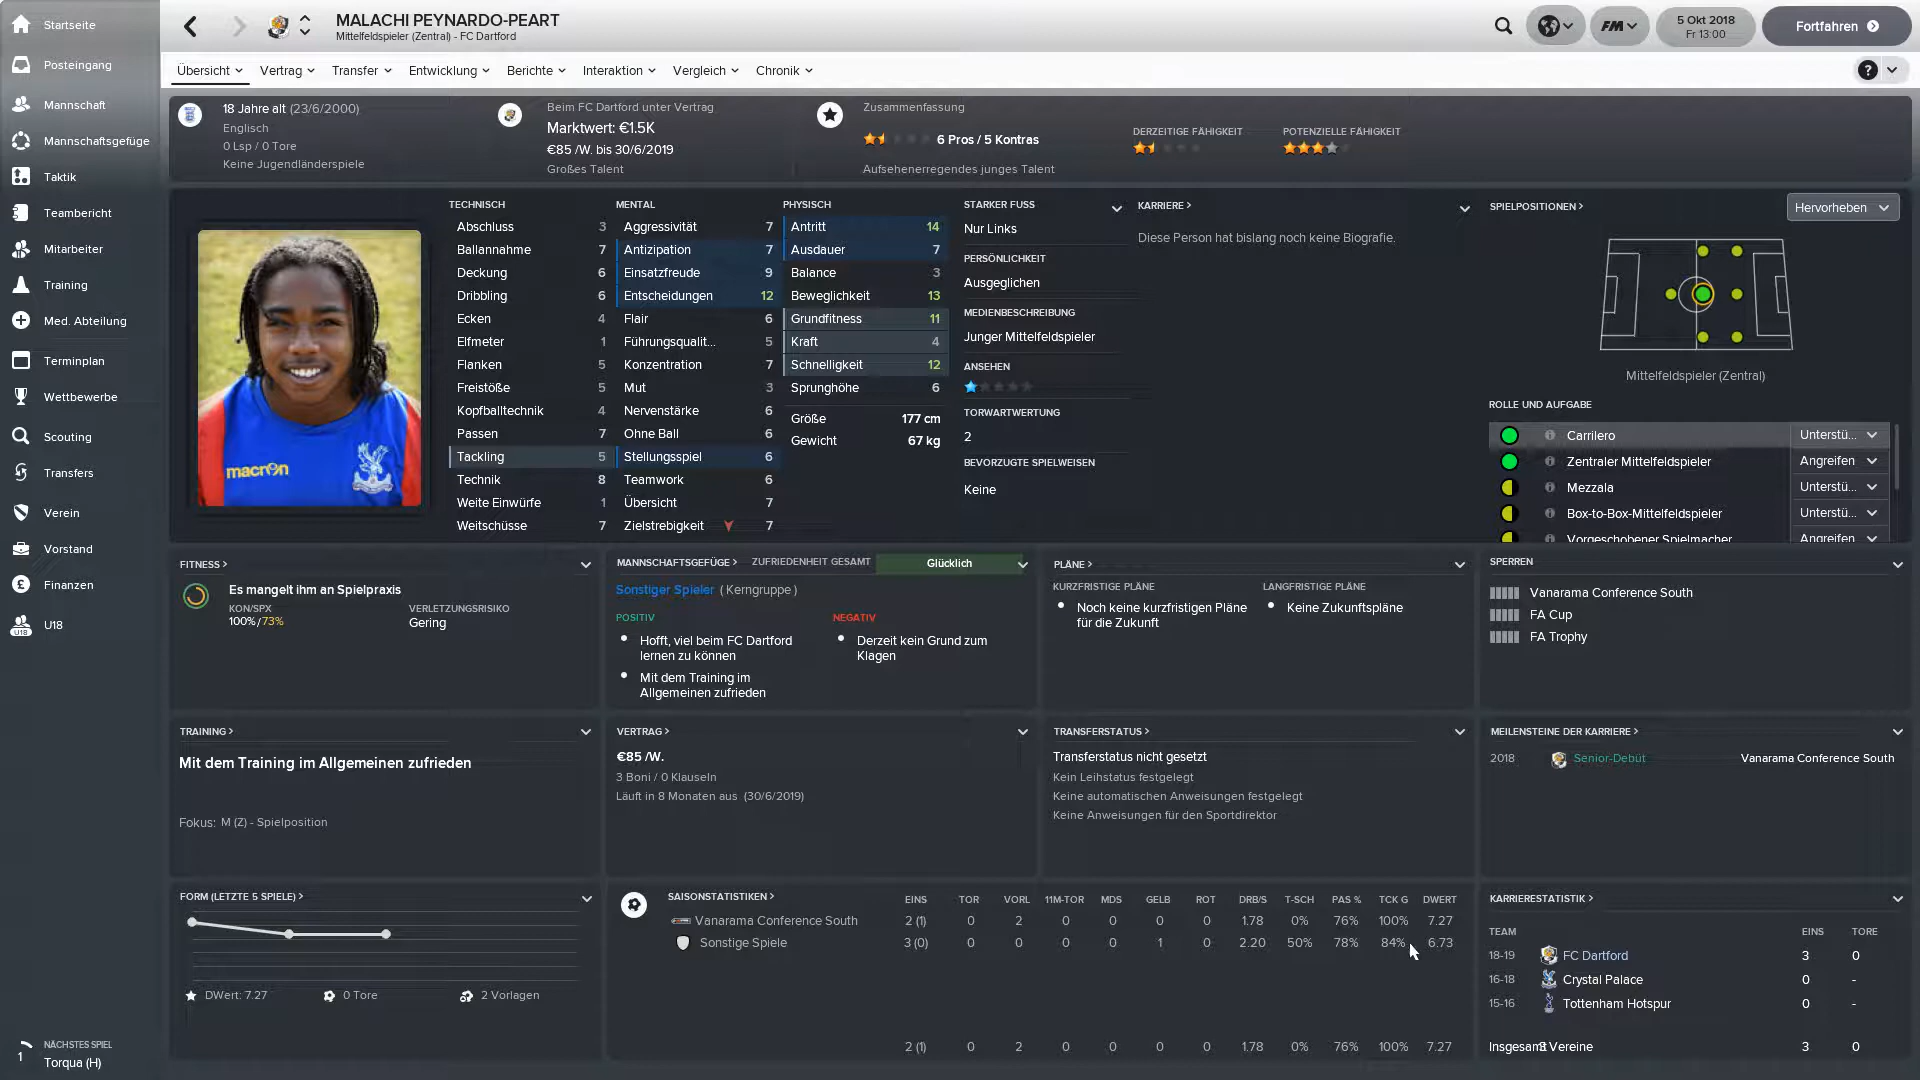 Startseite
Posteingang
Mannschaft
Mannschaftsgefüge
Taktik
Teambericht
Mitarbeiter
Training
Med. Abteilung
Terminplan
Wettbewerbe
Scouting
Transfers
Verein
Vorstand
Finanzen
U18
U18
1
NÄCHSTES SPIEL
Torqua (H)
MALACHI PEYNARDO-PEART
Mittelfeldspieler (Zentral) - FC Dartford
FM
5 Okt 2018
Fr 13:00
Fortfahren
Übersicht Vertrag Transfer Entwicklung Berichte Interaktion Vergleich Chronik
?
18 Jahre alt (23/6/2000)
Englisch
0 Lsp / 0 Tore
Keine Jugendländerspiele
Beim FC Dartford unter Vertrag
Marktwert: €1.5K
€85 /W. bis 30/6/2019
Großes Talent
Zusammenfassung
6 Pros / 5 Kontras
Aufsehenerregendes junges Talent
DERZEITIGE FÄHIGKEIT
POTENZIELLE FÄHIGKEIT
macron
TECHNISCH
Abschluss 3
Ballannahme 7
Deckung 6
Dribbling 6
Ecken 4
Elfmeter 1
Flanken 5
Freistöße 5
Kopfballtechnik 4
Passen 7
Tackling 5
Technik 8
Weite Einwürfe 1
Weitschüsse 7
MENTAL
Aggressivität 7
Antizipation 7
Einsatzfreude 9
Entscheidungen 12
Flair 6
Führungsqualit... 5
Konzentration 7
Mut 3
Nervenstärke 6
Ohne Ball 6
Stellungsspiel 6
Teamwork 6
Übersicht 7
Zielstrebigkeit 7
PHYSISCH
Antritt 14
Ausdauer 7
Balance 3
Beweglichkeit 13
Grundfitness 11
Kraft 4
Schnelligkeit 12
Sprunghöhe 6
Größe 177 cm
Gewicht 67 kg
STARKER FUSS
Nur Links
PERSÖNLICHKEIT
Ausgeglichen
MEDIENBESCHREIBUNG
Junger Mittelfeldspieler
ANSEHEN
TORWARTWERTUNG
2
BEVORZUGTE SPIELWEISEN
Keine
KARRIERE >
Diese Person hat bislang noch keine Biografie.
SPIELPOSITIONEN >
Hervorheben
Mittelfeldspieler (Zentral)
ROLLE UND AUFGABE
Carrilero Unterstü...
Zentraler Mittelfeldspieler Angreifen
Mezzala Unterstü...
Box-to-Box-Mittelfeldspieler Unterstü...
Vorgeschobener Spielmacher Angreifen
FITNESS >
Es mangelt ihm an Spielpraxis
KON/SPX
100%/73%
VERLETZUNGSRISIKO
Gering
MANNSCHAFTSGEFÜGE > ZUFRIEDENHEIT GESAMT Glücklich
Sonstiger Spieler ( Kerngruppe )
POSITIV
Hofft, viel beim FC Dartford
lernen zu können
Mit dem Training im
Allgemeinen zufrieden
NEGATIV
Derzeit kein Grund zum
Klagen
PLÄNE >
KURZFRISTIGE PLÄNE
Noch keine kurzfristigen Pläne
für die Zukunft
LANGFRISTIGE PLÄNE
Keine Zukunftspläne
SPERREN
Vanarama Conference South
FA Cup
FA Trophy
TRAINING >
Mit dem Training im Allgemeinen zufrieden
Fokus: M (Z) - Spielposition
VERTRAG >
€85 /W.
3 Boni / 0 Klauseln
Läuft in 8 Monaten aus (30/6/2019)
TRANSFERSTATUS >
Transferstatus nicht gesetzt
Kein Leihstatus festgelegt
Keine automatischen Anweisungen festgelegt
Keine Anweisungen für den Sportdirektor
MEILENSTEINE DER KARRIERE >
2018 Senior-Debüt Vanarama Conference South
FORM (LETZTE 5 SPIELE) >
DWert: 7.27 0 Tore 2 Vorlagen
SAISONSTATISTIKEN > EINS TOR VORL 11M-TOR MDS GELB ROT DRB/S T-SCH PAS % TCK G DWERT
Vanarama Conference South 2 (1) 0 2 0 0 0 0 1.78 0% 76% 100% 7.27
Sonstige Spiele 3 (0) 0 0 0 0 1 0 2.20 50% 78% 84% 6.73
2 (1) 0 2 0 0 0 0 1.78 0% 76% 100% 7.27
KARRIERESTATISTIK >
TEAM EINS TORE
18-19 FC Dartford 3 0
16-18 Crystal Palace 0 -
15-16 Tottenham Hotspur 0 -
Insgesamt 3 Vereine 3 0